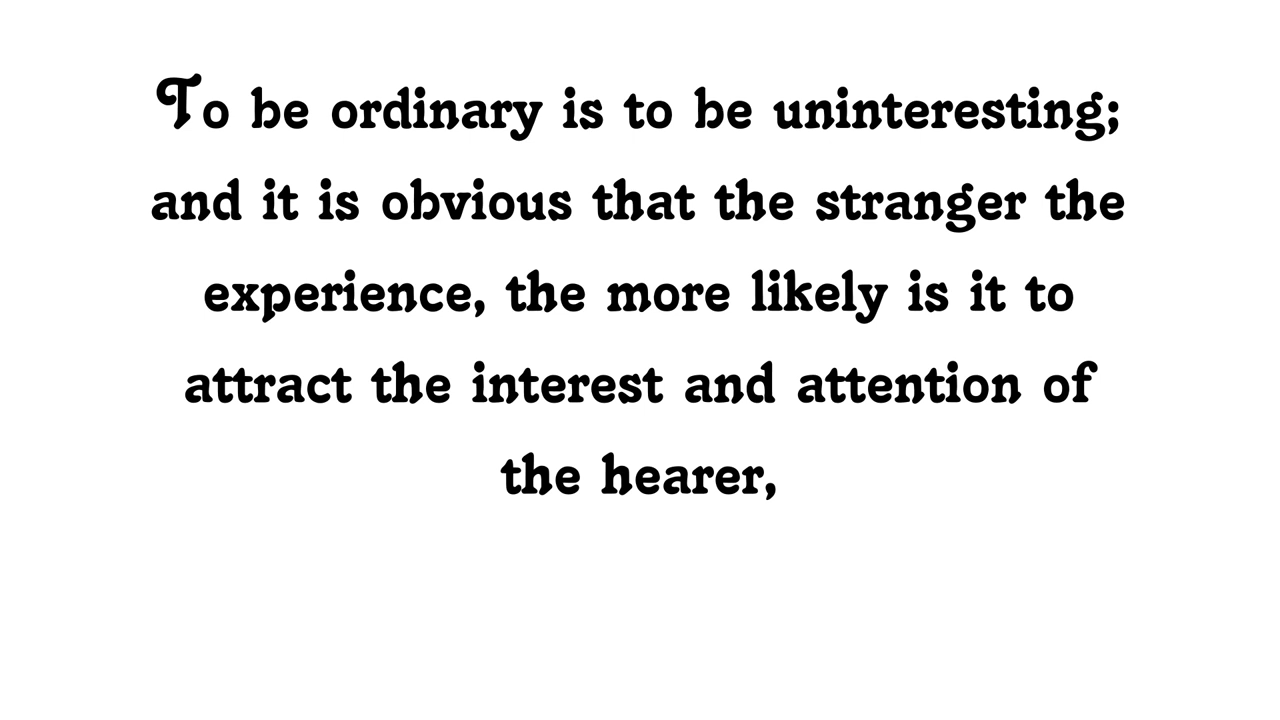 To be ordinary is to be uninteresting;
and it is obvious that the stranger the
experience, the more likely is it to
attract the interest and attention of
the hearer,